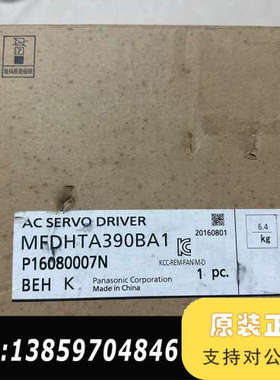 AC SERVO DRIVER
MFDHTA390BA1
20160801
6.4
kg
P16080007N
KCC-REM-PAN-M-D
BEH K
Panasonic Corporation
Made in China
1 pc.
原装正
支持对公
:13859704846